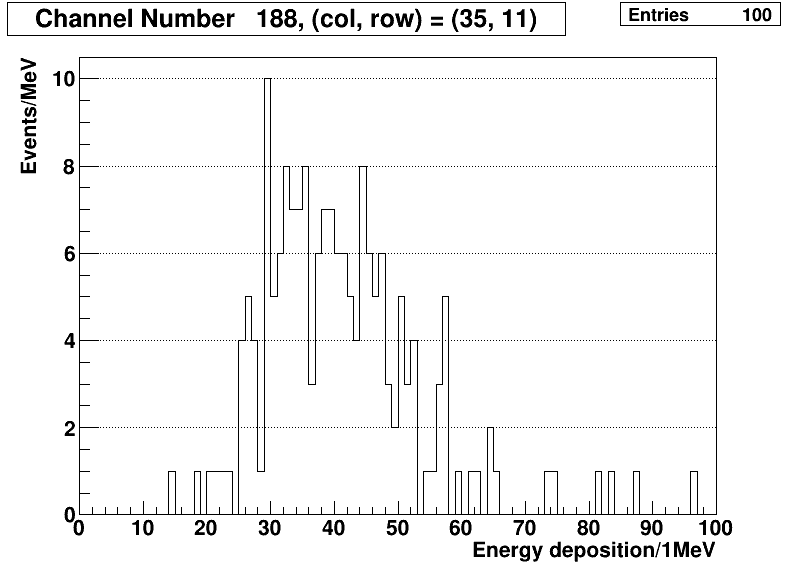 Channel Number 188, (col, row) = (35, 11)
Entries 100
Events/MeV
10
8
6
4
2
0
0 10 20 30 40 50 60 70 80 90 100
Energy deposition/1MeV